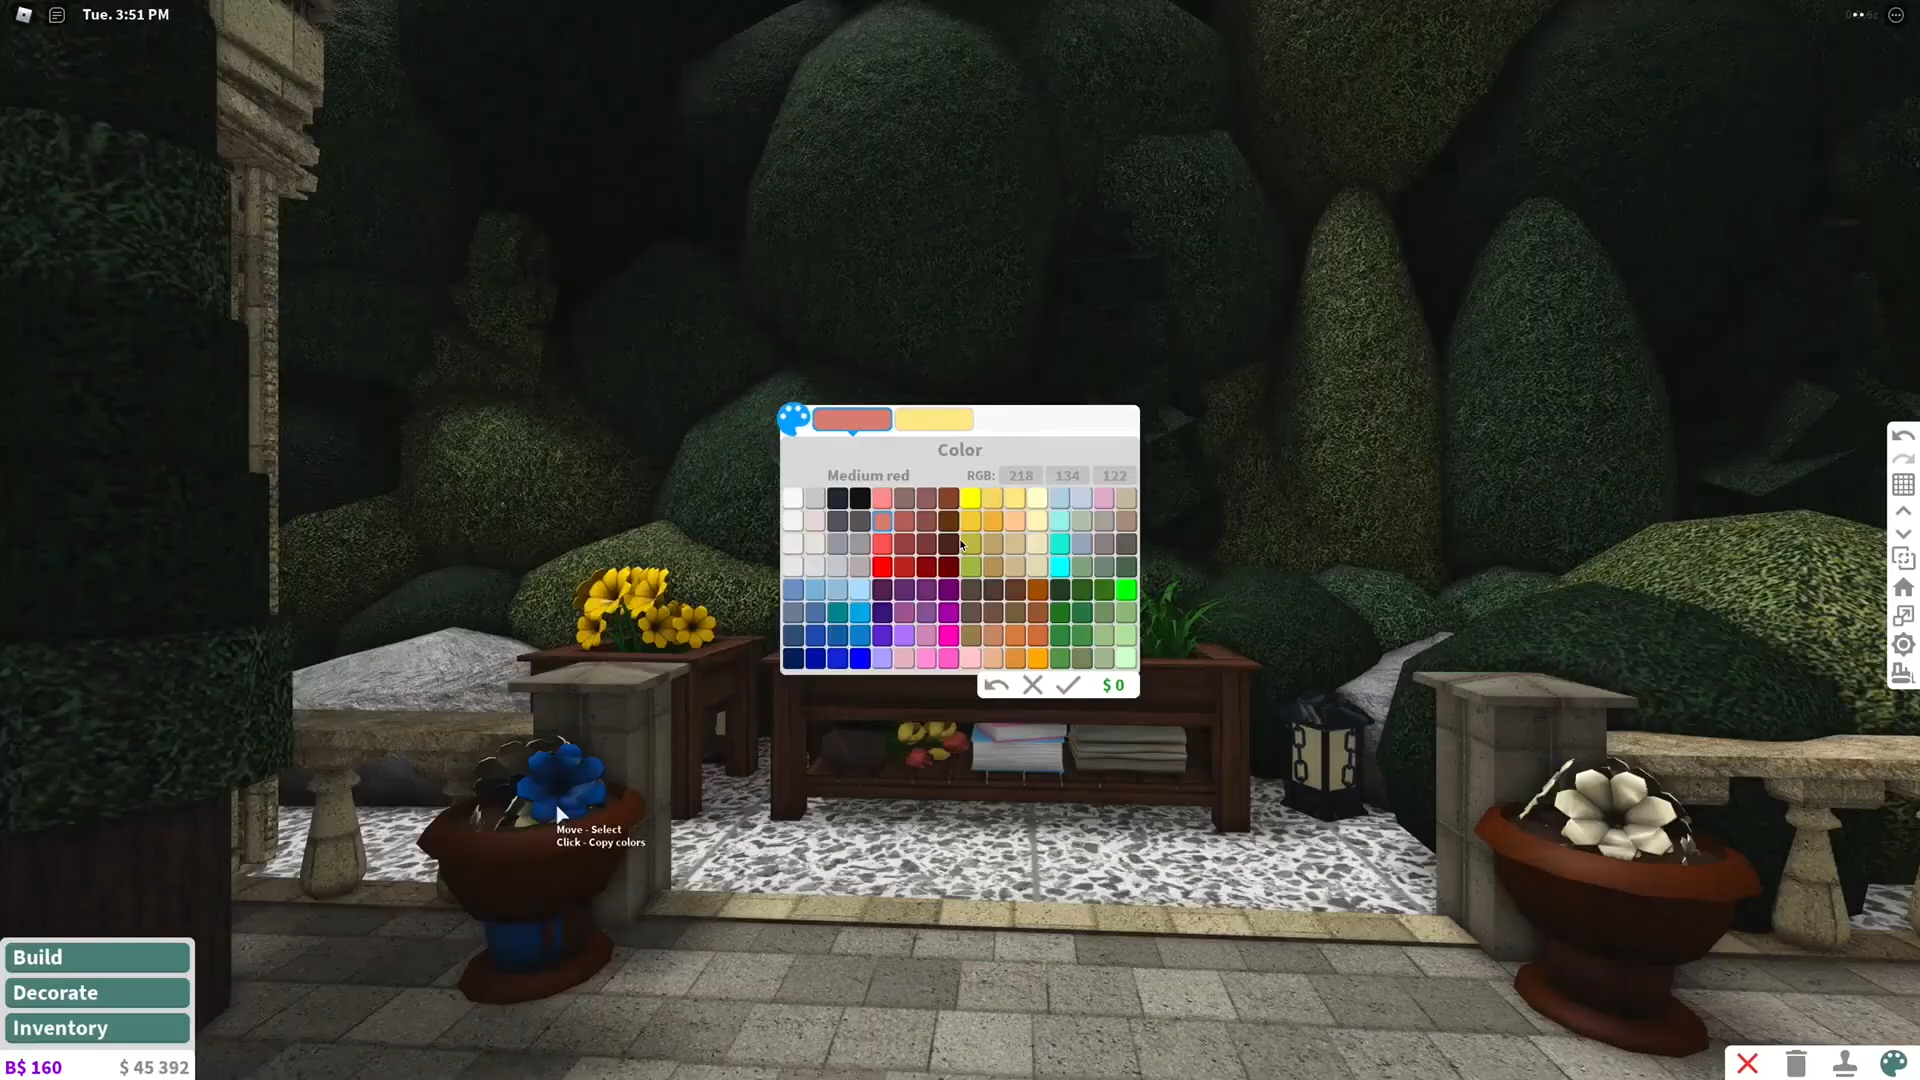 Tue. 3:51 PM
Color
Medium red RGB: 218 134 122
$ 0
Move - Select
Click - Copy colors
Build
Decorate
Inventory
B$ 160 $ 45 392